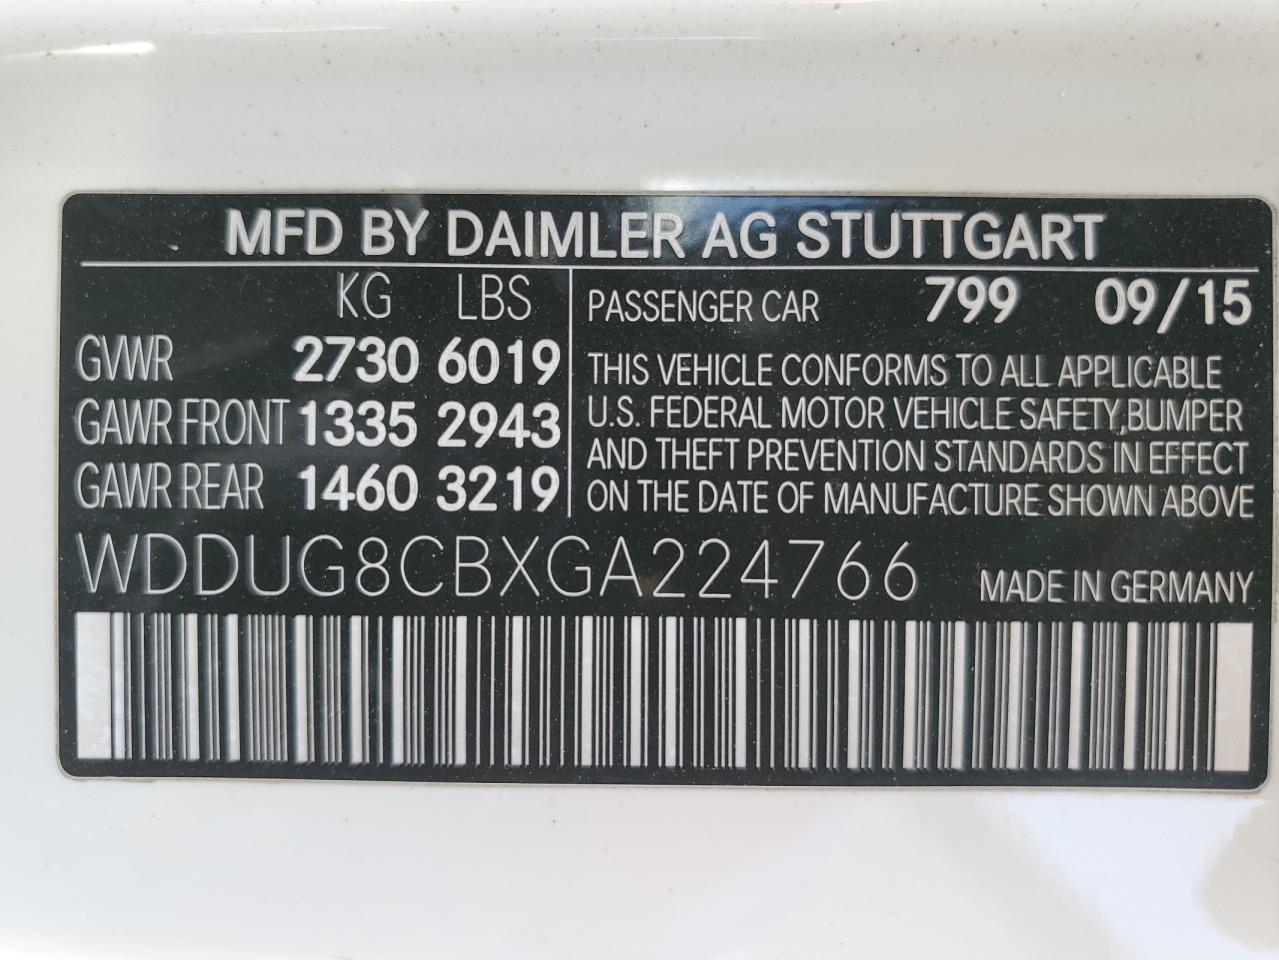 MFD BY DAIMLER AG STUTTGART
KG LBS
GVWR 2730 6019
GAWR FRONT 1335 2943
GAWR REAR 1460 3219
PASSENGER CAR 799 09/15
THIS VEHICLE CONFORMS TO ALL APPLICABLE
U.S. FEDERAL MOTOR VEHICLE SAFETY,BUMPER
AND THEFT PREVENTION STANDARDS IN EFFECT
ON THE DATE OF MANUFACTURE SHOWN ABOVE
WDDUG8CBXGA224766 MADE IN GERMANY